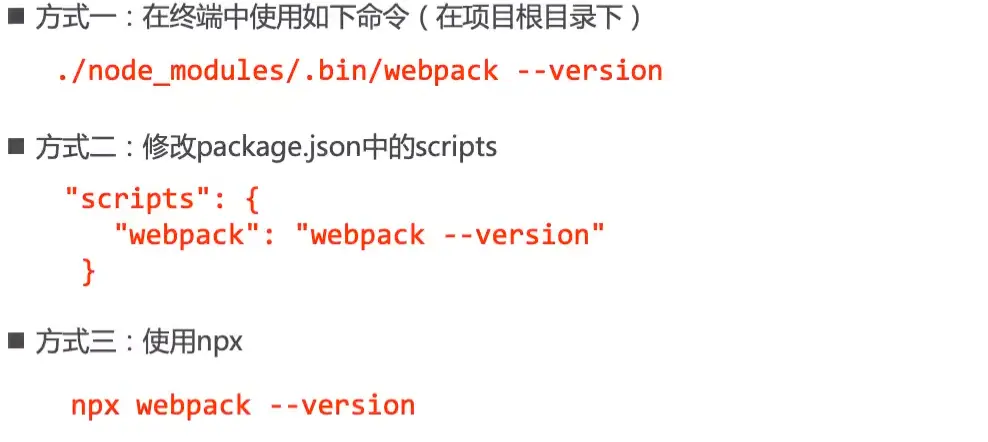 ■ 方式一：在终端中使用如下命令（在项目根目录下）
./node_modules/.bin/webpack --version
■ 方式二：修改package.json中的scripts
"scripts": {
"webpack": "webpack --version"
}
■ 方式三：使用npx
npx webpack --version